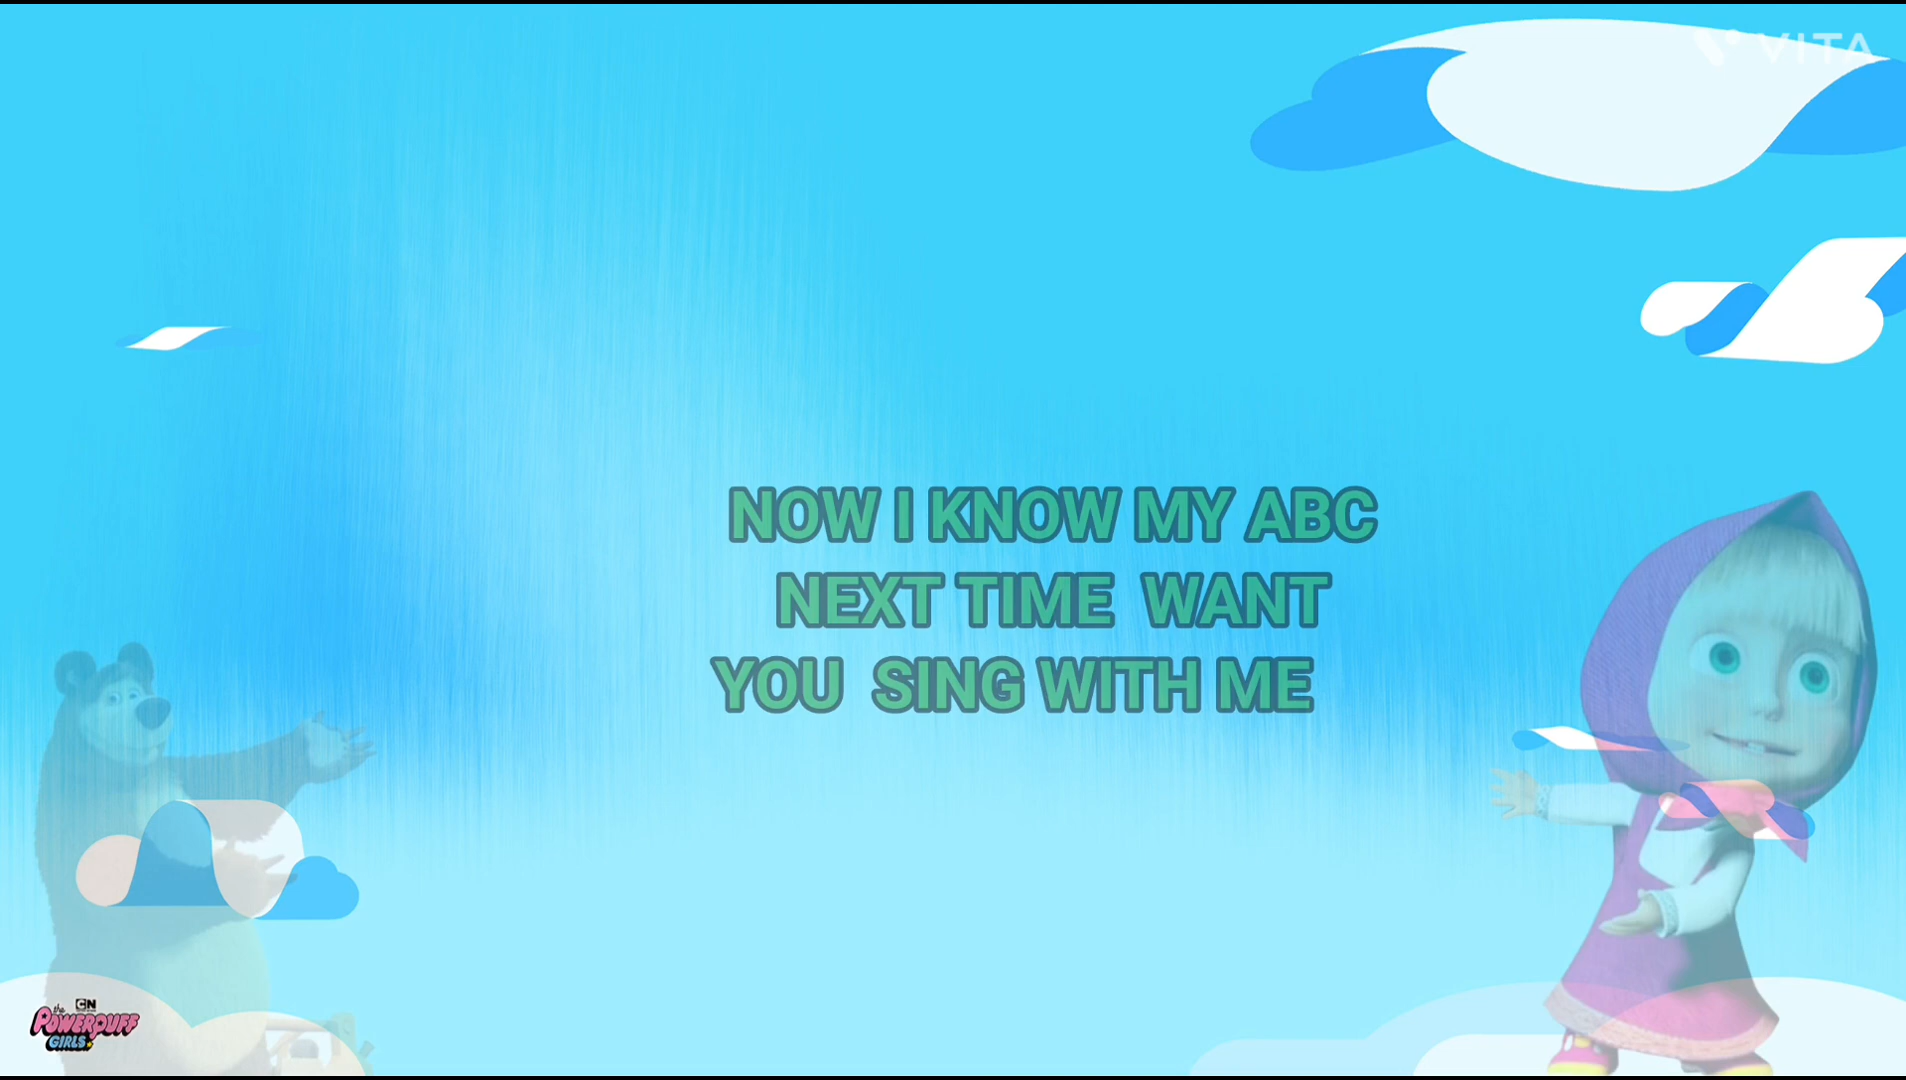 VITA
NOW I KNOW MY ABC
NEXT TIME WANT
YOU SING WITH ME
CN
the
POWERPUFF
GIRLS